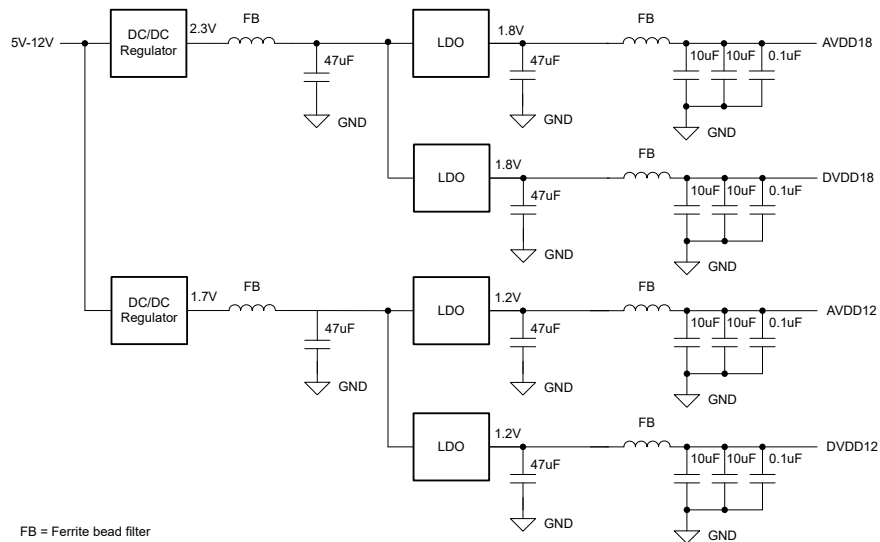 FB
5V-12V
DC/DC
Regulator
2.3V
47uF
GND
LDO
1.8V
47uF
GND
FB
10uF
10uF
0.1uF
GND
AVDD18
LDO
1.8V
47uF
GND
FB
10uF
10uF
0.1uF
GND
DVDD18
DC/DC
Regulator
1.7V
FB
47uF
GND
LDO
1.2V
47uF
GND
FB
10uF
10uF
0.1uF
GND
AVDD12
LDO
1.2V
47uF
GND
FB
10uF
10uF
0.1uF
GND
DVDD12
FB = Ferrite bead filter